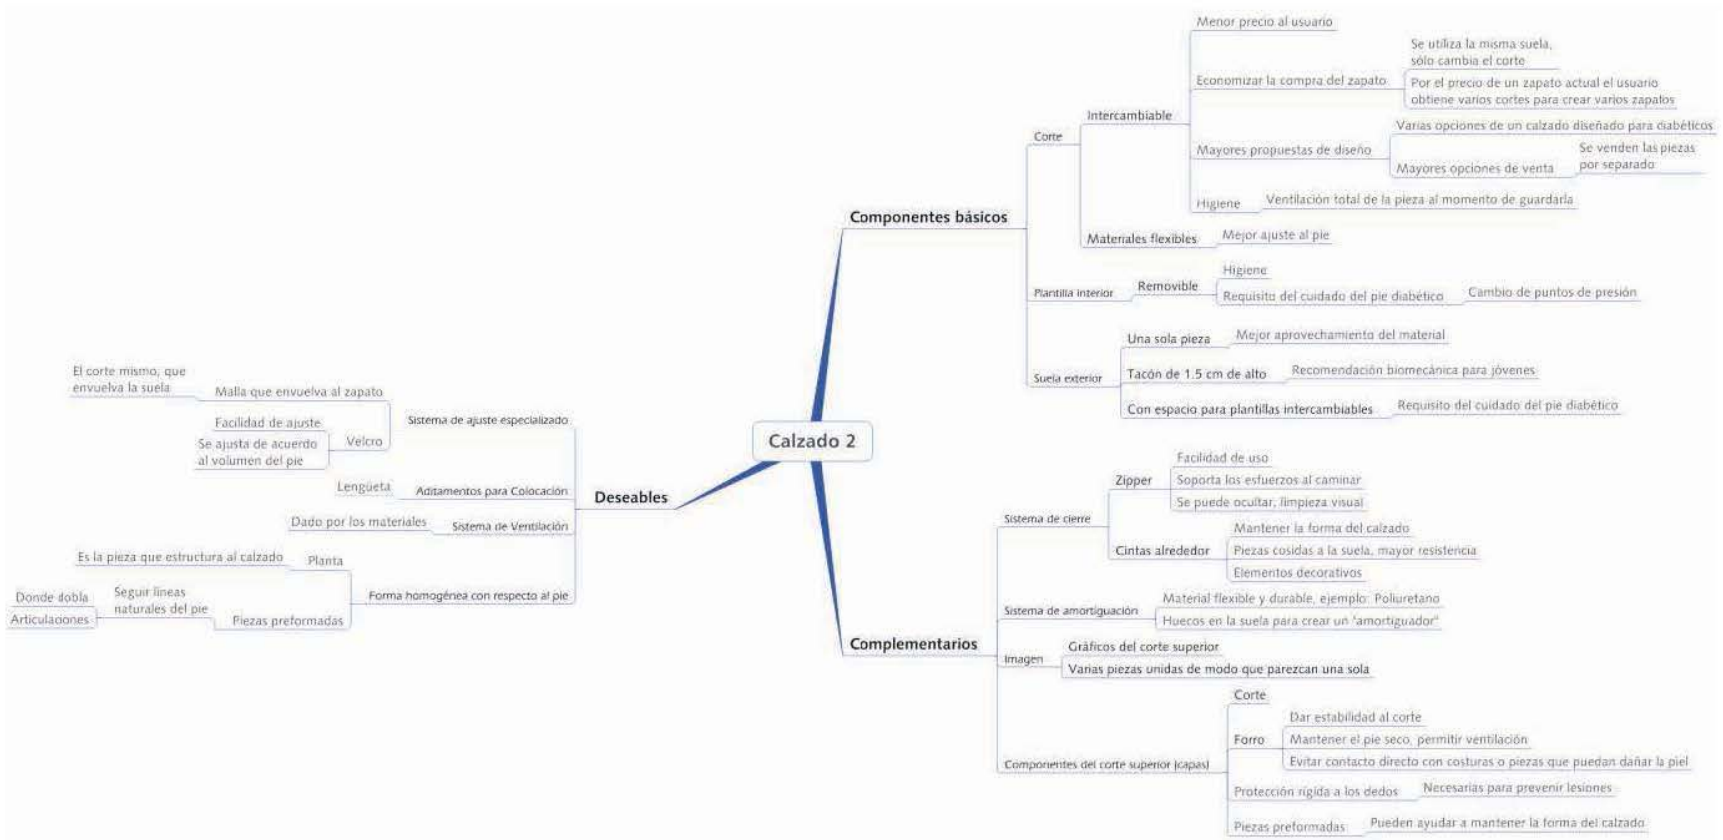 Calzado 2
Componentes básicos
Corte
Intercambiable
Menor precio al usuario
Economizar la compra del zapato
Se utiliza la misma suela,
sólo cambia el corte
Por el precio de un zapato actual el usuario
obtiene varios cortes para crear varios zapatos
Mayores propuestas de diseño
Varias opciones de un calzado diseñado para diabéticos
Mayores opciones de venta
Se venden las piezas
por separado
Higiene
Ventilación total de la pieza al momento de guardarla
Materiales flexibles
Mejor ajuste al pie
Plantilla interior
Removible
Higiene
Requisito del cuidado del pie diabético
Cambio de puntos de presión
Suela exterior
Una sola pieza
Mejor aprovechamiento del material
Tacón de 1.5 cm de alto
Recomendación biomecánica para jóvenes
Con espacio para plantillas intercambiables
Requisito del cuidado del pie diabético
Complementarios
Sistema de cierre
Zipper
Facilidad de uso
Soporta los esfuerzos al caminar
Se puede ocultar, limpieza visual
Cintas alrededor
Mantener la forma del calzado
Piezas cosidas a la suela, mayor resistencia
Elementos decorativos
Sistema de amortiguación
Material flexible y durable, ejemplo: Poliuretano
Huecos en la suela para crear un "amortiguador"
Imagen
Gráficos del corte superior
Varias piezas unidas de modo que parezcan una sola
Componentes del corte superior (capas)
Corte
Forro
Dar estabilidad al corte
Mantener el pie seco, permitir ventilación
Evitar contacto directo con costuras o piezas que puedan dañar la piel
Protección rígida a los dedos
Necesarias para prevenir lesiones
Piezas preformadas
Pueden ayudar a mantener la forma del calzado
Deseables
Sistema de ajuste especializado
Malla que envuelva al zapato
El corte mismo, que
envuelva la suela
Velcro
Facilidad de ajuste
Se ajusta de acuerdo
al volumen del pie
Aditamentos para Colocación
Lengüeta
Sistema de Ventilación
Dado por los materiales
Forma homogénea con respecto al pie
Planta
Es la pieza que estructura al calzado
Piezas preformadas
Seguir líneas
naturales del pie
Donde dobla
Articulaciones